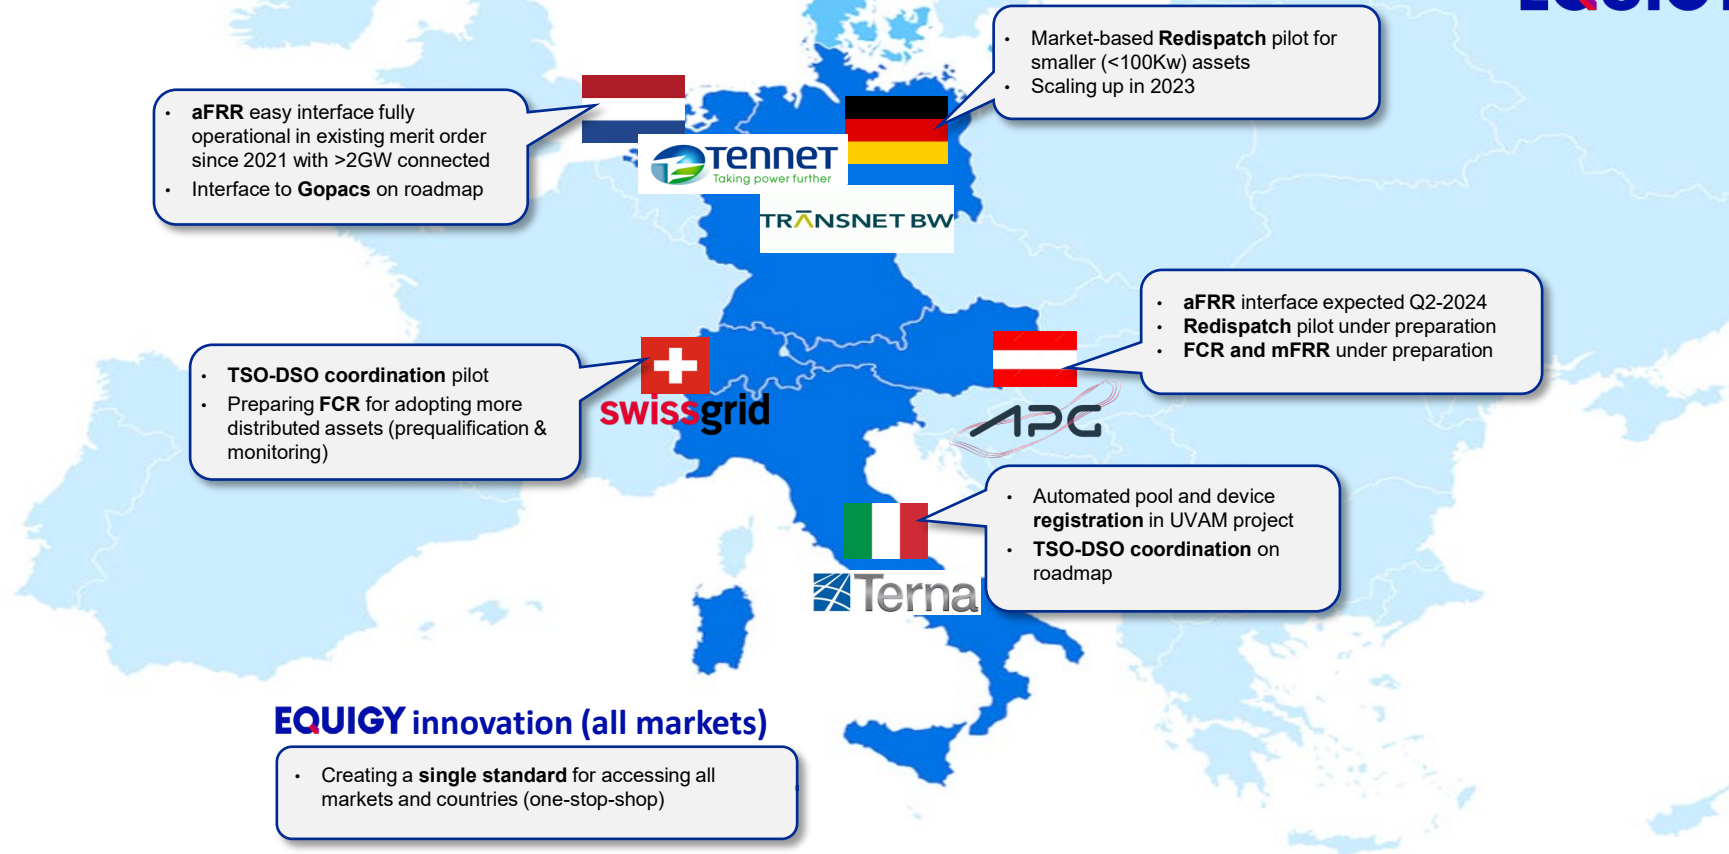 EQUIGY
• Market-based Redispatch pilot for
smaller (<100Kw) assets
• Scaling up in 2023
• aFRR easy interface fully
operational in existing merit order
since 2021 with >2GW connected
• Interface to Gopacs on roadmap
TenneT
Taking power further
TRANSNET BW
• aFRR interface expected Q2-2024
• Redispatch pilot under preparation
• FCR and mFRR under preparation
• TSO-DSO coordination pilot
• Preparing FCR for adopting more
distributed assets (prequalification &
monitoring)
swissgrid
APG
• Automated pool and device
registration in UVAM project
• TSO-DSO coordination on
roadmap
Terna
EQUIGY innovation (all markets)
• Creating a single standard for accessing all
markets and countries (one-stop-shop)